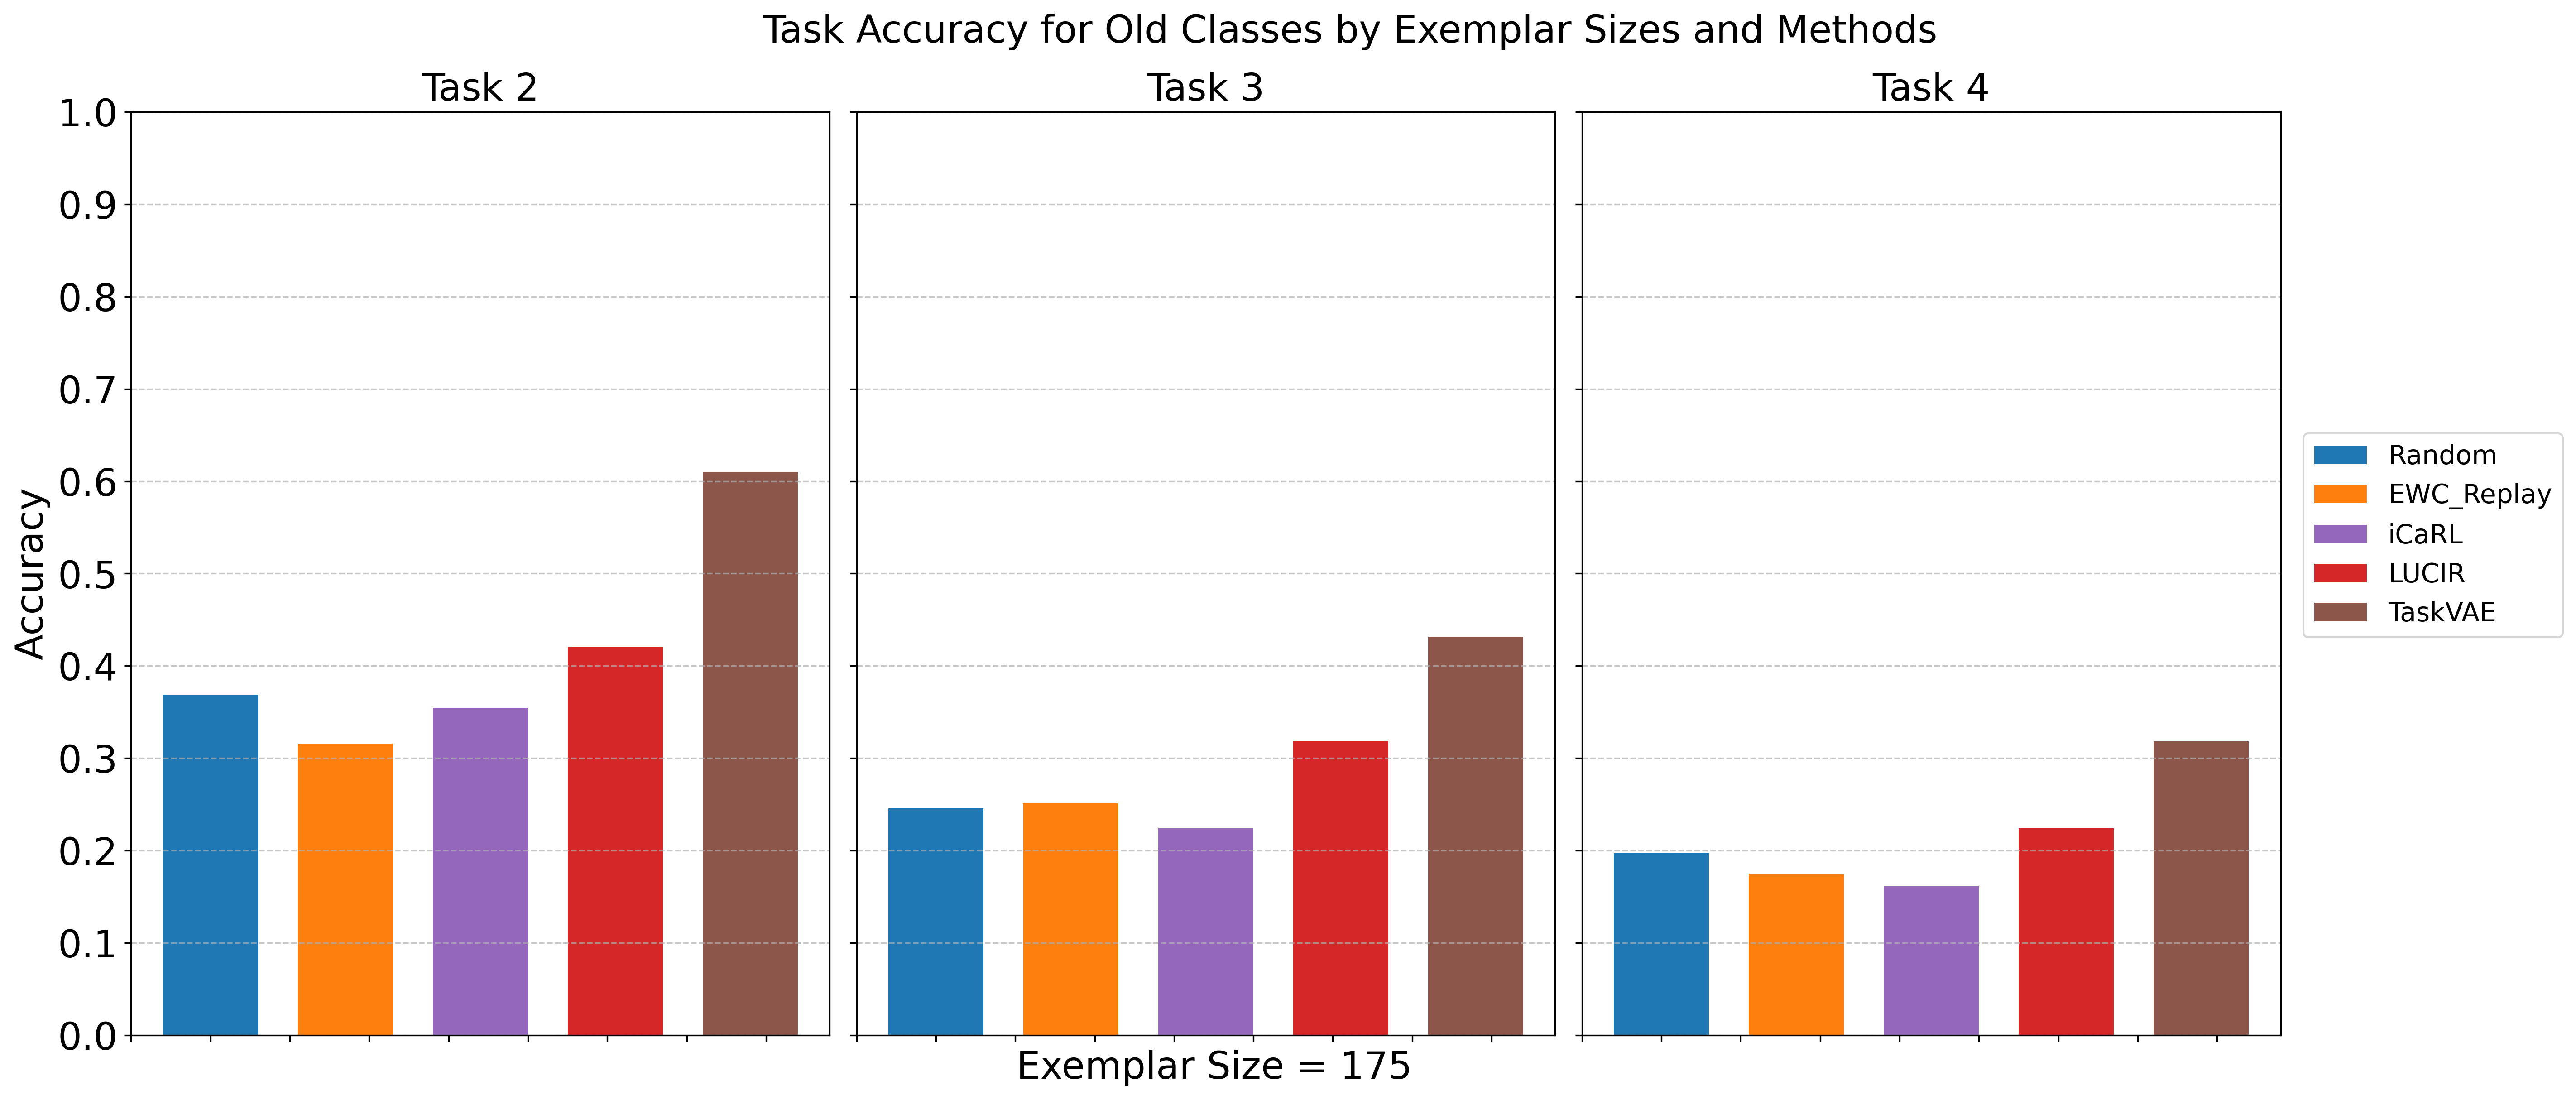 Task Accuracy for Old Classes by Exemplar Sizes and Methods
Task 2
Task 3
Task 4
1.0
0.9
0.8
0.7
0.6
0.5
0.4
0.3
0.2
0.1
0.0
Accuracy
Exemplar Size = 175
Random
EWC_Replay
iCaRL
LUCIR
TaskVAE